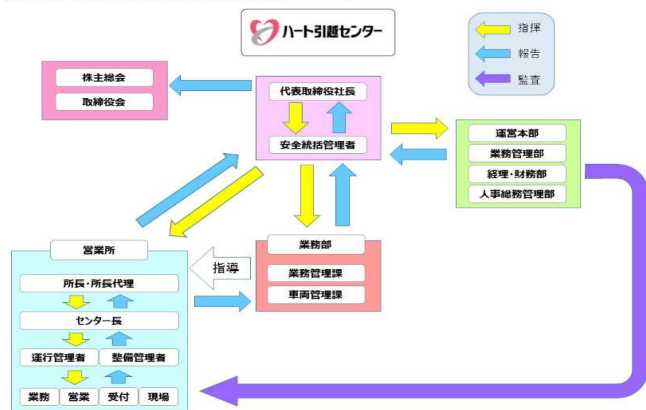 ハート引越センター
指揮
報告
監査
株主総会
取締役会
代表取締役社長
安全統括管理者
運営本部
業務管理部
経理・財務部
人事総務管理部
営業所
所長・所長代理
センター長
運行管理者 整備管理者
業務 営業 受付 現場
指導
業務部
業務管理課
車両管理課